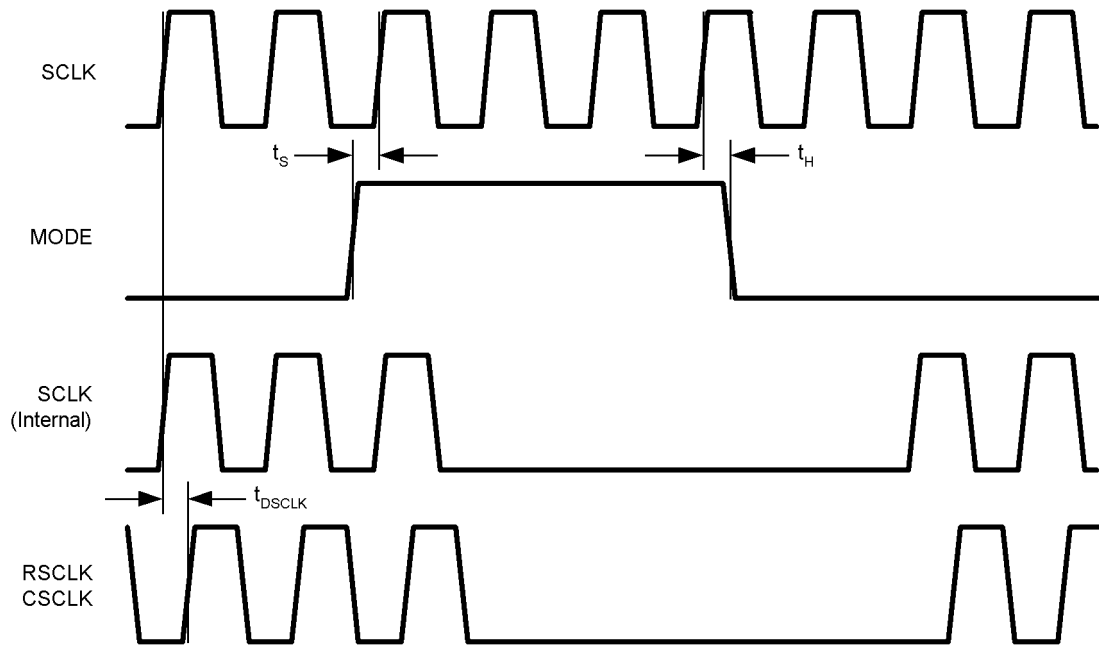 SCLK
tS
tH
MODE
SCLK
(Internal)
tDSCLK
RSCLK
CSCLK